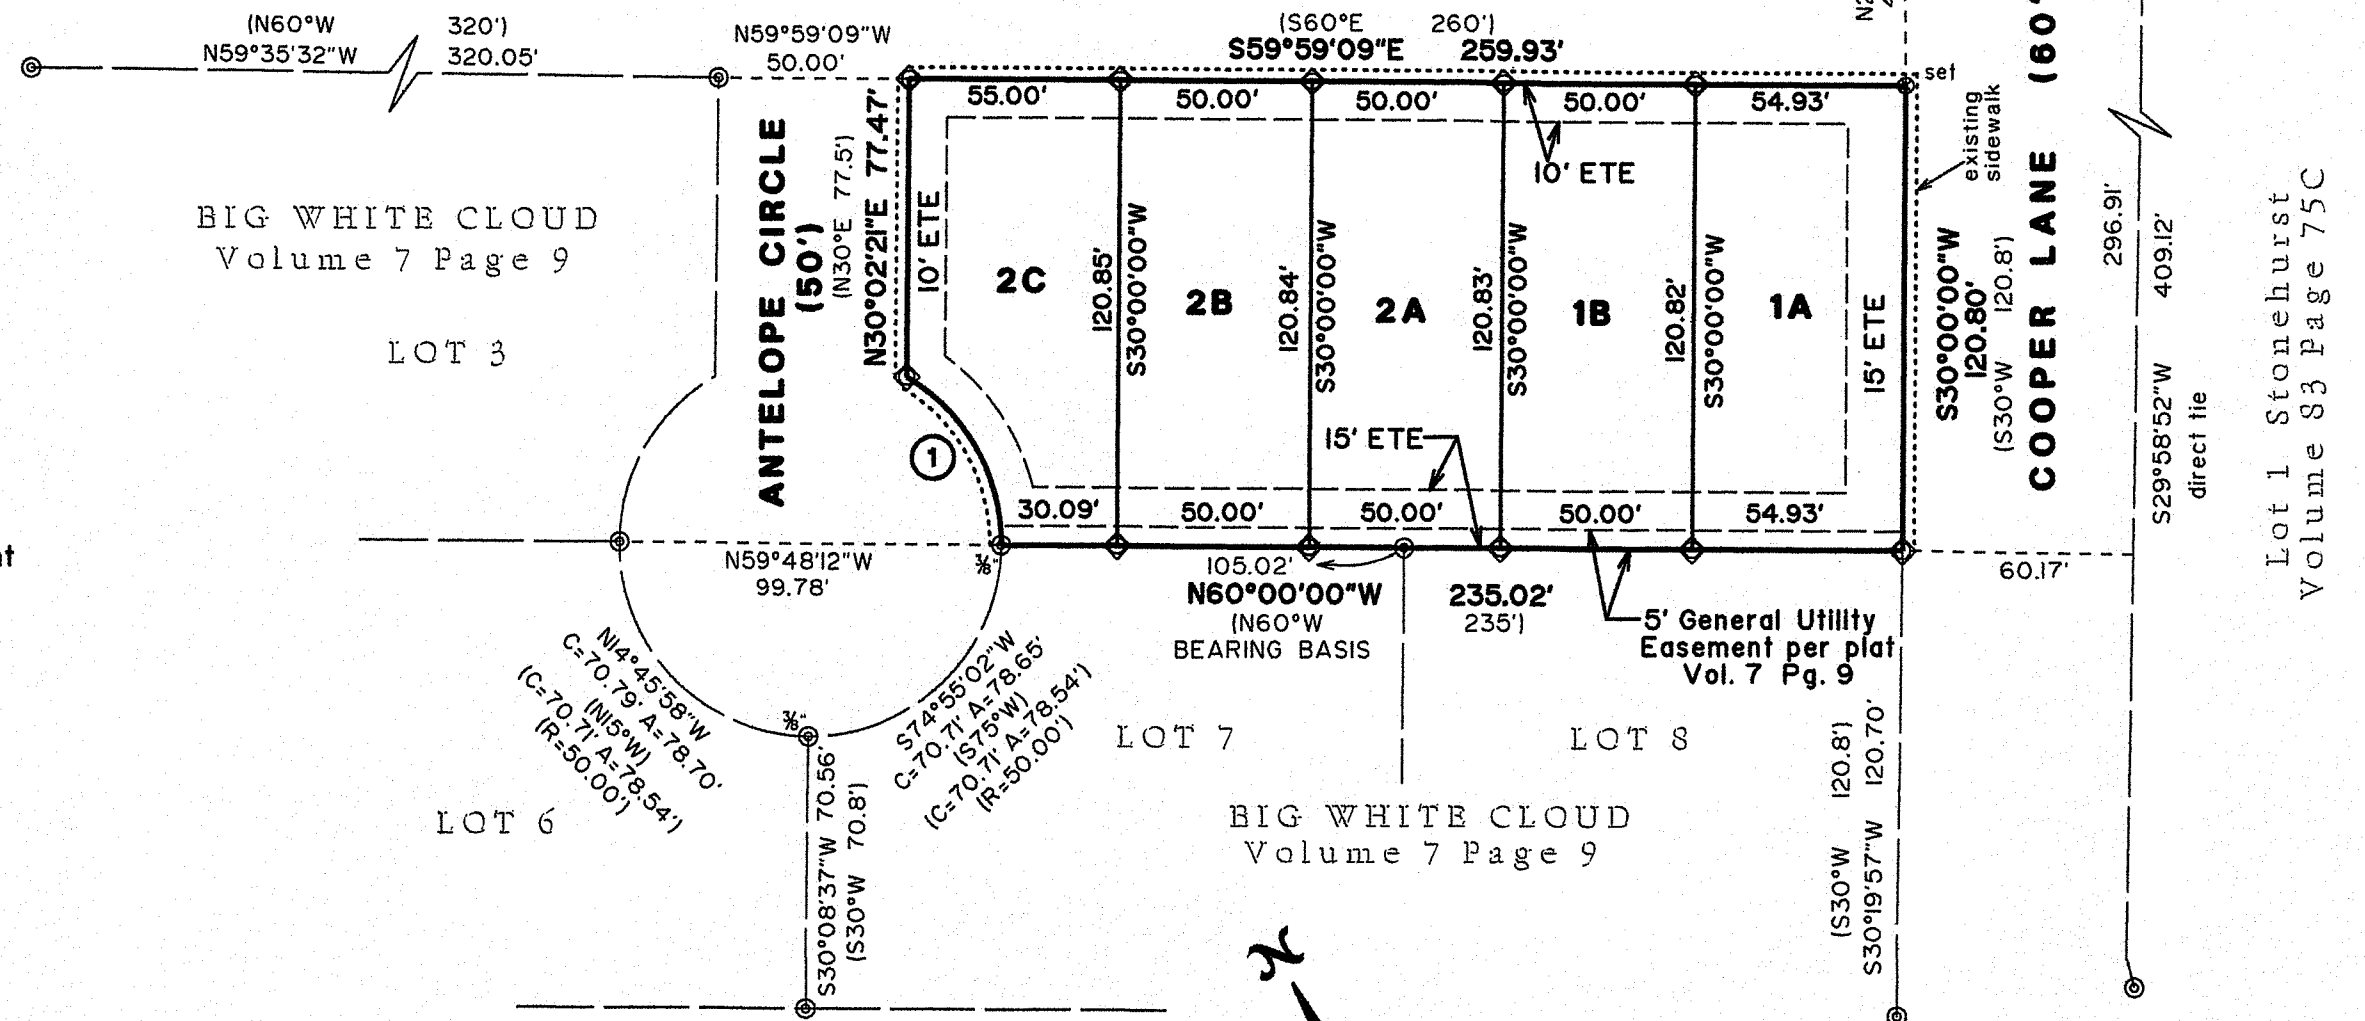 (N60°W 320')
N59°35'32"W 320.05'
N59°59'09"W
50.00'
(S60°E 260')
S59°59'09"E 259.93'
set
55.00'
50.00'
50.00'
50.00'
54.93'
10' ETE
existing
sidewalk
COOPER LANE (60'
ANTELOPE CIRCLE
(50')
(N30°E 77.5')
N30°02'21"E 77.47'
10' ETE
BIG WHITE CLOUD
Volume 7 Page 9
LOT 3
2C
120.85'
S30°00'00"W
2B
120.84'
S30°00'00"W
2A
120.83'
S30°00'00"W
1B
120.82'
S30°00'00"W
1A
15' ETE
S30°00'00"W
120.80'
(S30°W 120.8')
296.91'
S29°58'52"W 409.12'
direct tie
Lot 1 Stonehurst
Volume 83 Page 75C
1
15' ETE
30.09'
50.00'
50.00'
50.00'
54.93'
N59°48'12"W
99.78'
3/8"
105.02'
N60°00'00"W 235.02'
(N60°W 235')
BEARING BASIS
60.17'
5' General Utility
Easement per plat
Vol. 7 Pg. 9
N14°45'58"W
C=70.79' A=78.70'
(N15°W)
(C=70.71' A=78.54')
(R=50.00')
3/8"
S74°55'02"W
C=70.71' A=78.65'
(S75°W)
(C=70.71' A=78.54')
(R=50.00')
LOT 7
LOT 8
LOT 6
BIG WHITE CLOUD
Volume 7 Page 9
S30°08'37"W 70.56'
(S30°W 70.8')
(S30°W 120.8')
S30°19'57"W 120.70'
N